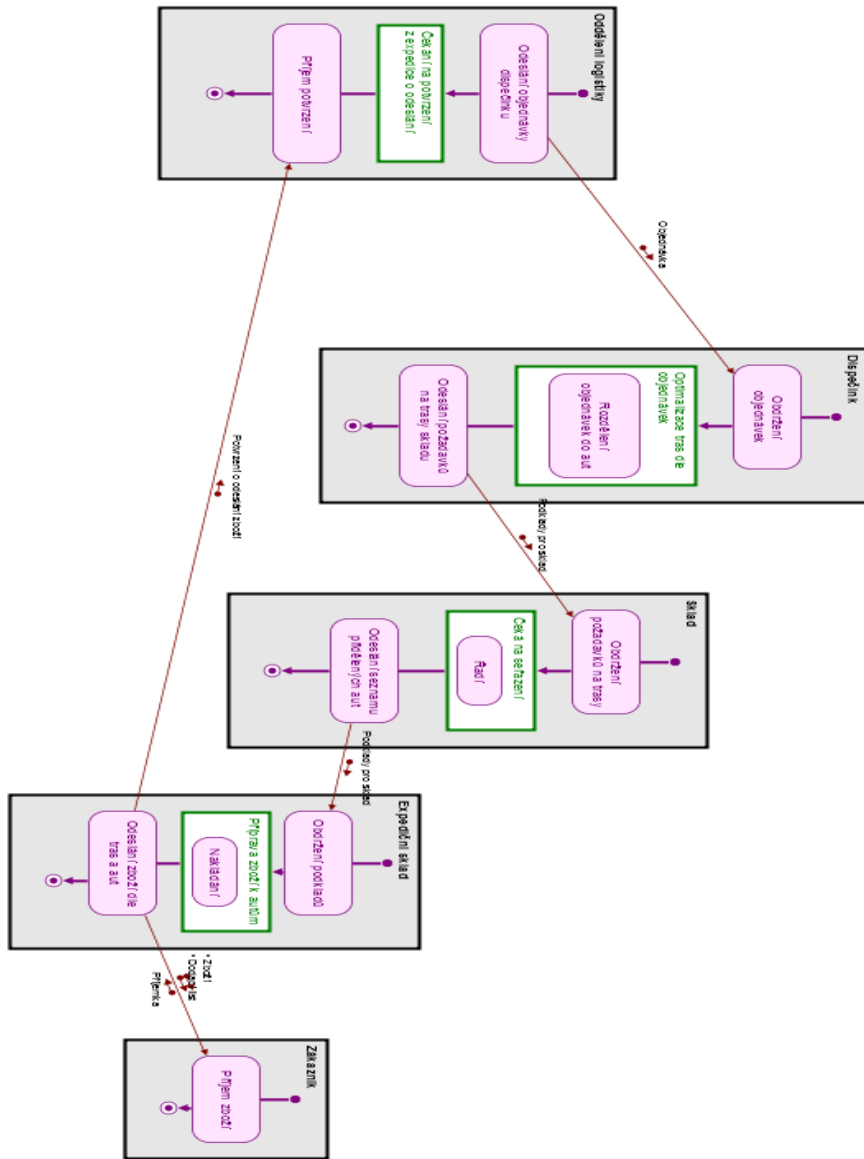 Oddělení logistiky
Odeslání objednávky
dispečinku
Čekání na potvrzení
z expedice o odeslání
Příjem potvrzení
Objednávka
Dispečink
Obdržení
objednávek
Optimalizace tras dle
objednávek
Rozdělení
objednávek do aut
Odeslání požadavků
na trasy skladu
Podklady pro sklad
Sklad
Obdržení
požadavků na trasy
Čeká na seřazení
Řadí
Odeslání seznamu
přidělených aut
Podklady pro sklad
Potvrzení o odeslání zboží
Expediční sklad
Obdržení podkladů
Příprava zboží k autům
Nakládání
Odeslání zboží dle
tras a aut
* Zboží
* Dodací list
Příjemka
Zákazník
Příjem zboží